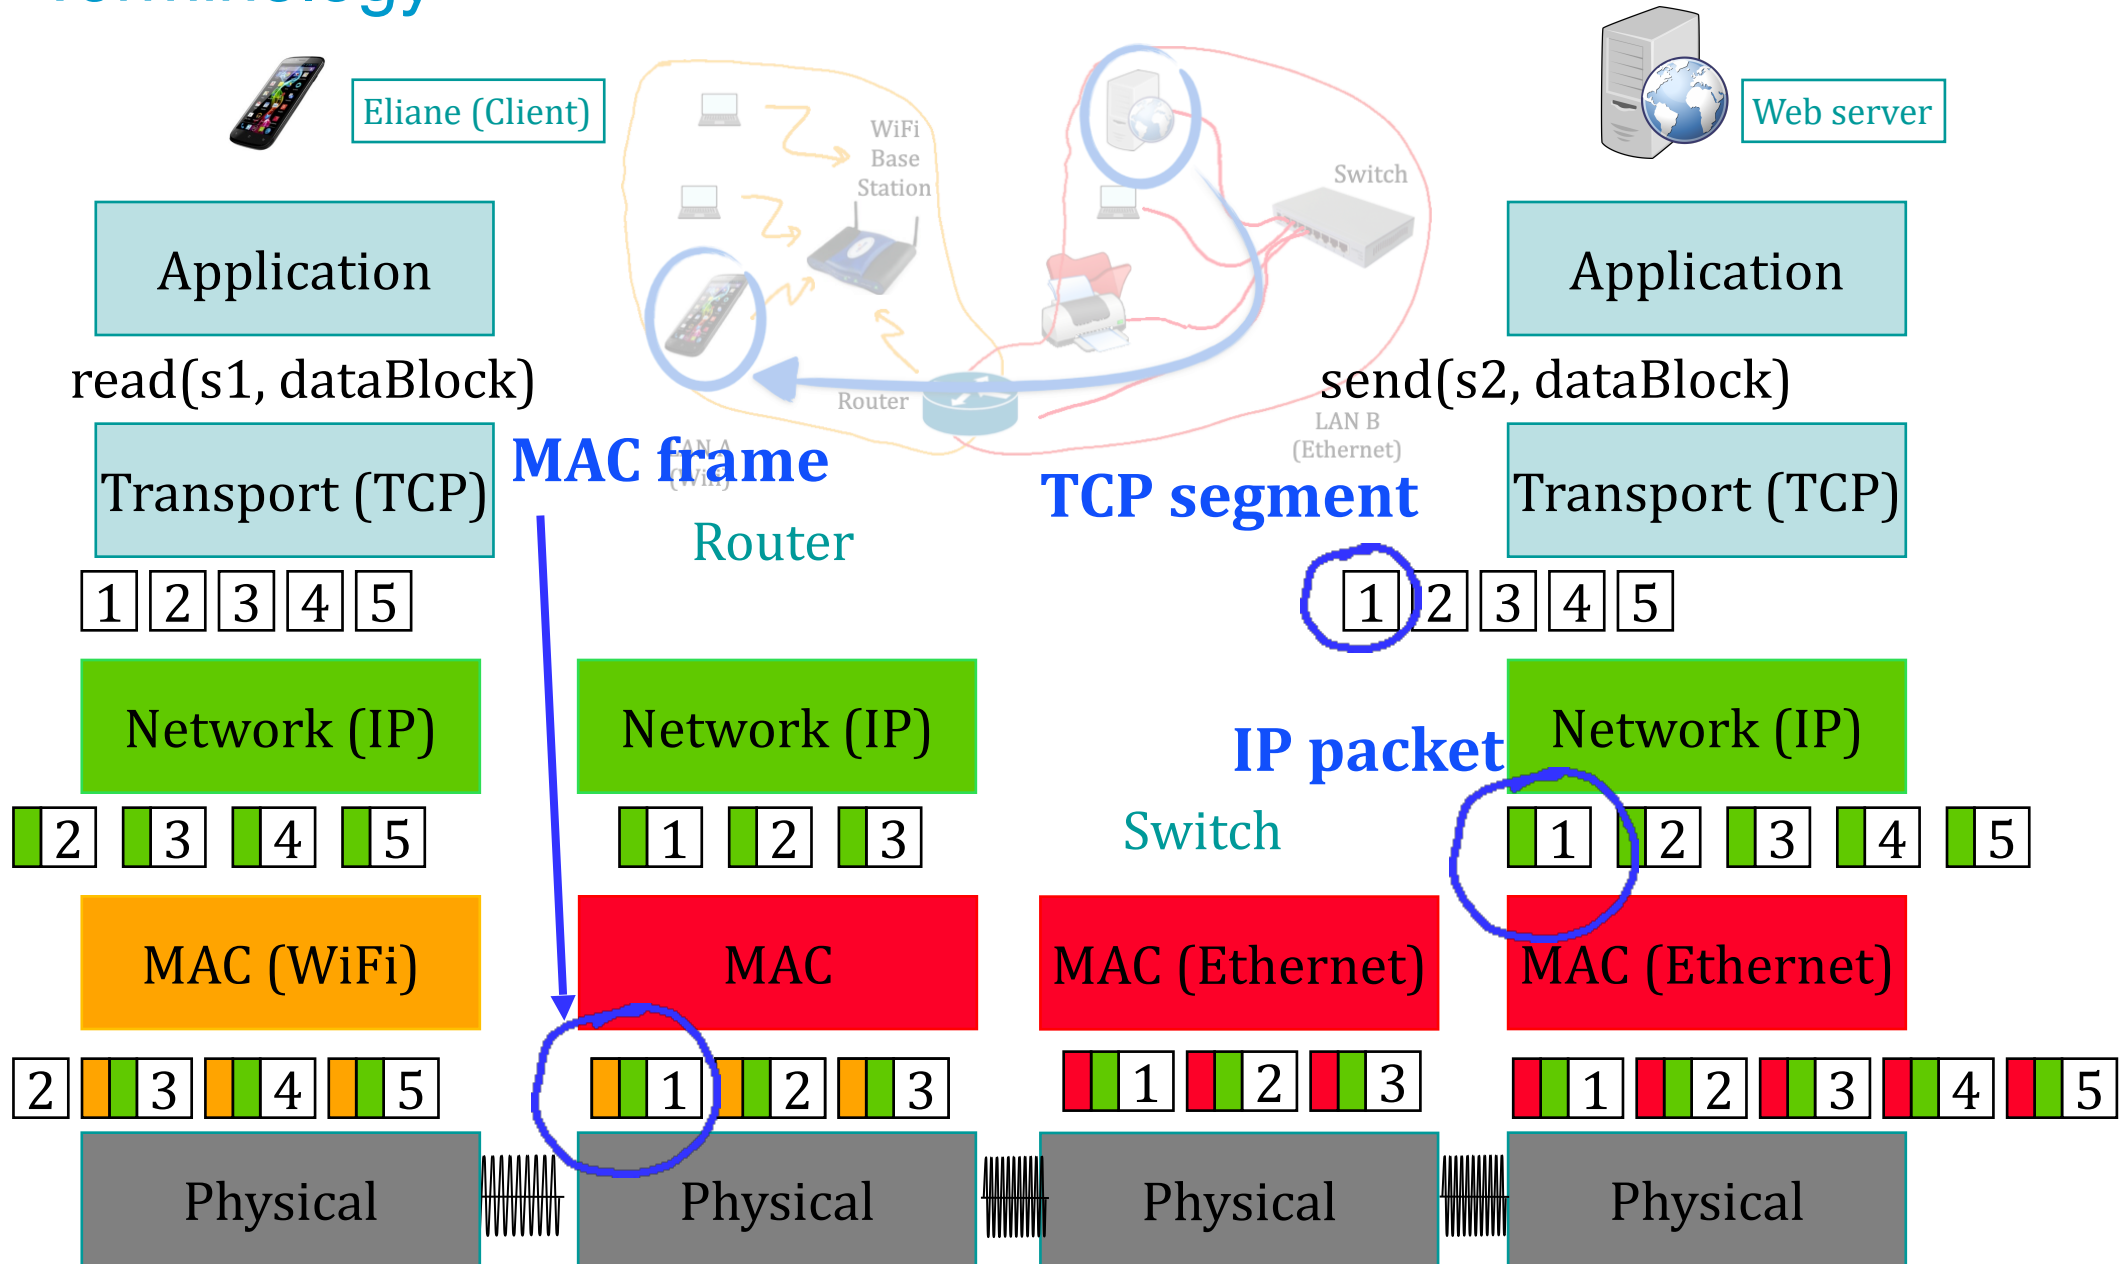 Terminology
Eliane (Client)
WiFi
Base
Station
Switch
Web server
Application
Application
read(s1, dataBlock)
Router
send(s2, dataBlock)
LAN B
(Ethernet)
LAN A
(Wifi)
MAC frame
Transport (TCP)
TCP segment
Transport (TCP)
Router
1 2 3 4 5
1 2 3 4 5
Network (IP)
Network (IP)
IP packet
Network (IP)
2 3 4 5
1 2 3
Switch
1 2 3 4 5
MAC (WiFi)
MAC
MAC (Ethernet)
MAC (Ethernet)
2 3 4 5
1 2 3
1 2 3
1 2 3 4 5
Physical
Physical
Physical
Physical